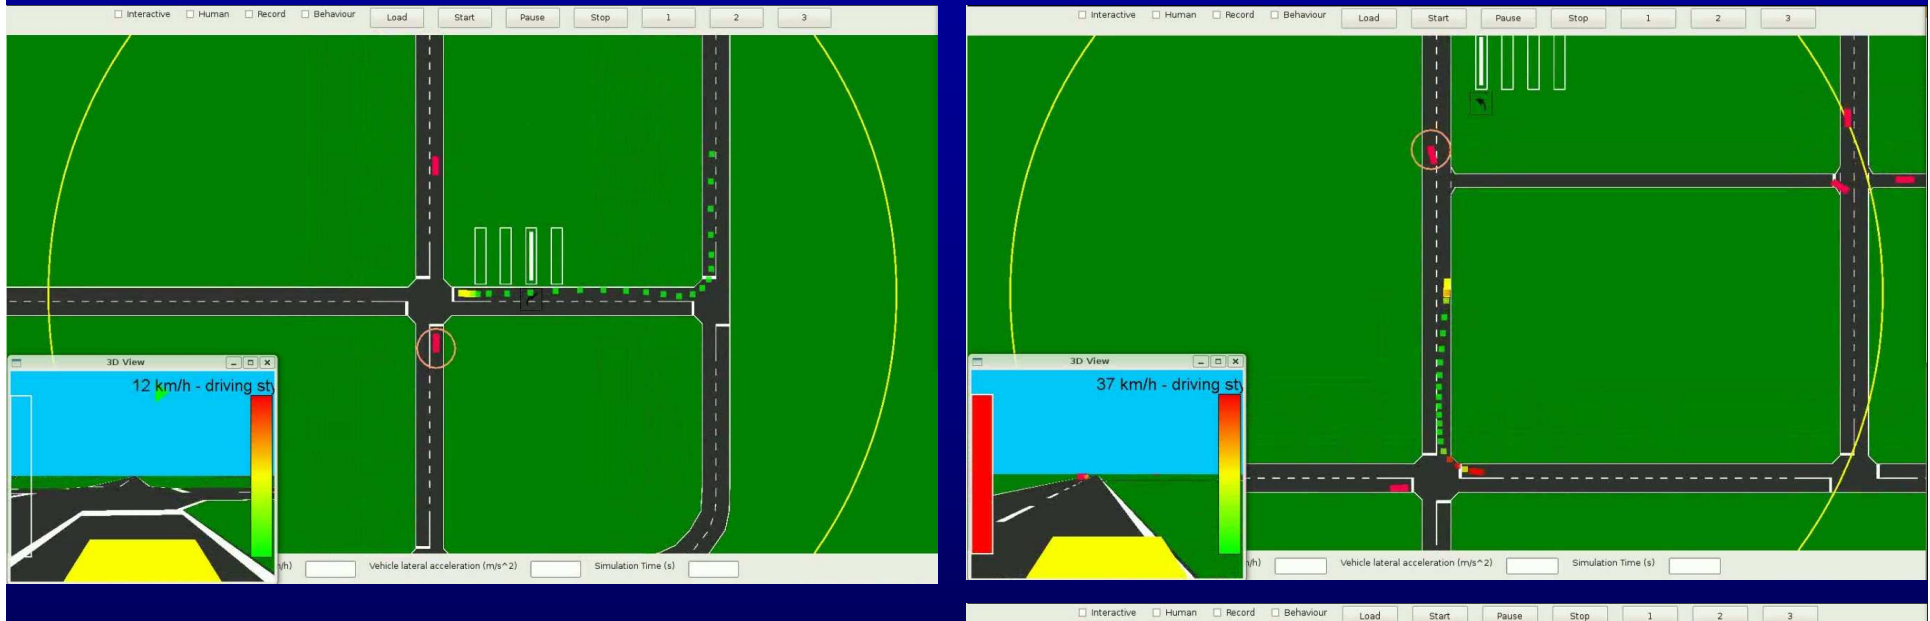 Interactive Human Record Behaviour Load Start Pause Stop 1 2 3
3D View
12 km/h - driving sty
/h) Vehicle lateral acceleration (m/s^2) Simulation Time (s)
Interactive Human Record Behaviour Load Start Pause Stop 1 2 3
3D View
37 km/h - driving sty
/h) Vehicle lateral acceleration (m/s^2) Simulation Time (s)
Interactive Human Record Behaviour Load Start Pause Stop 1 2 3